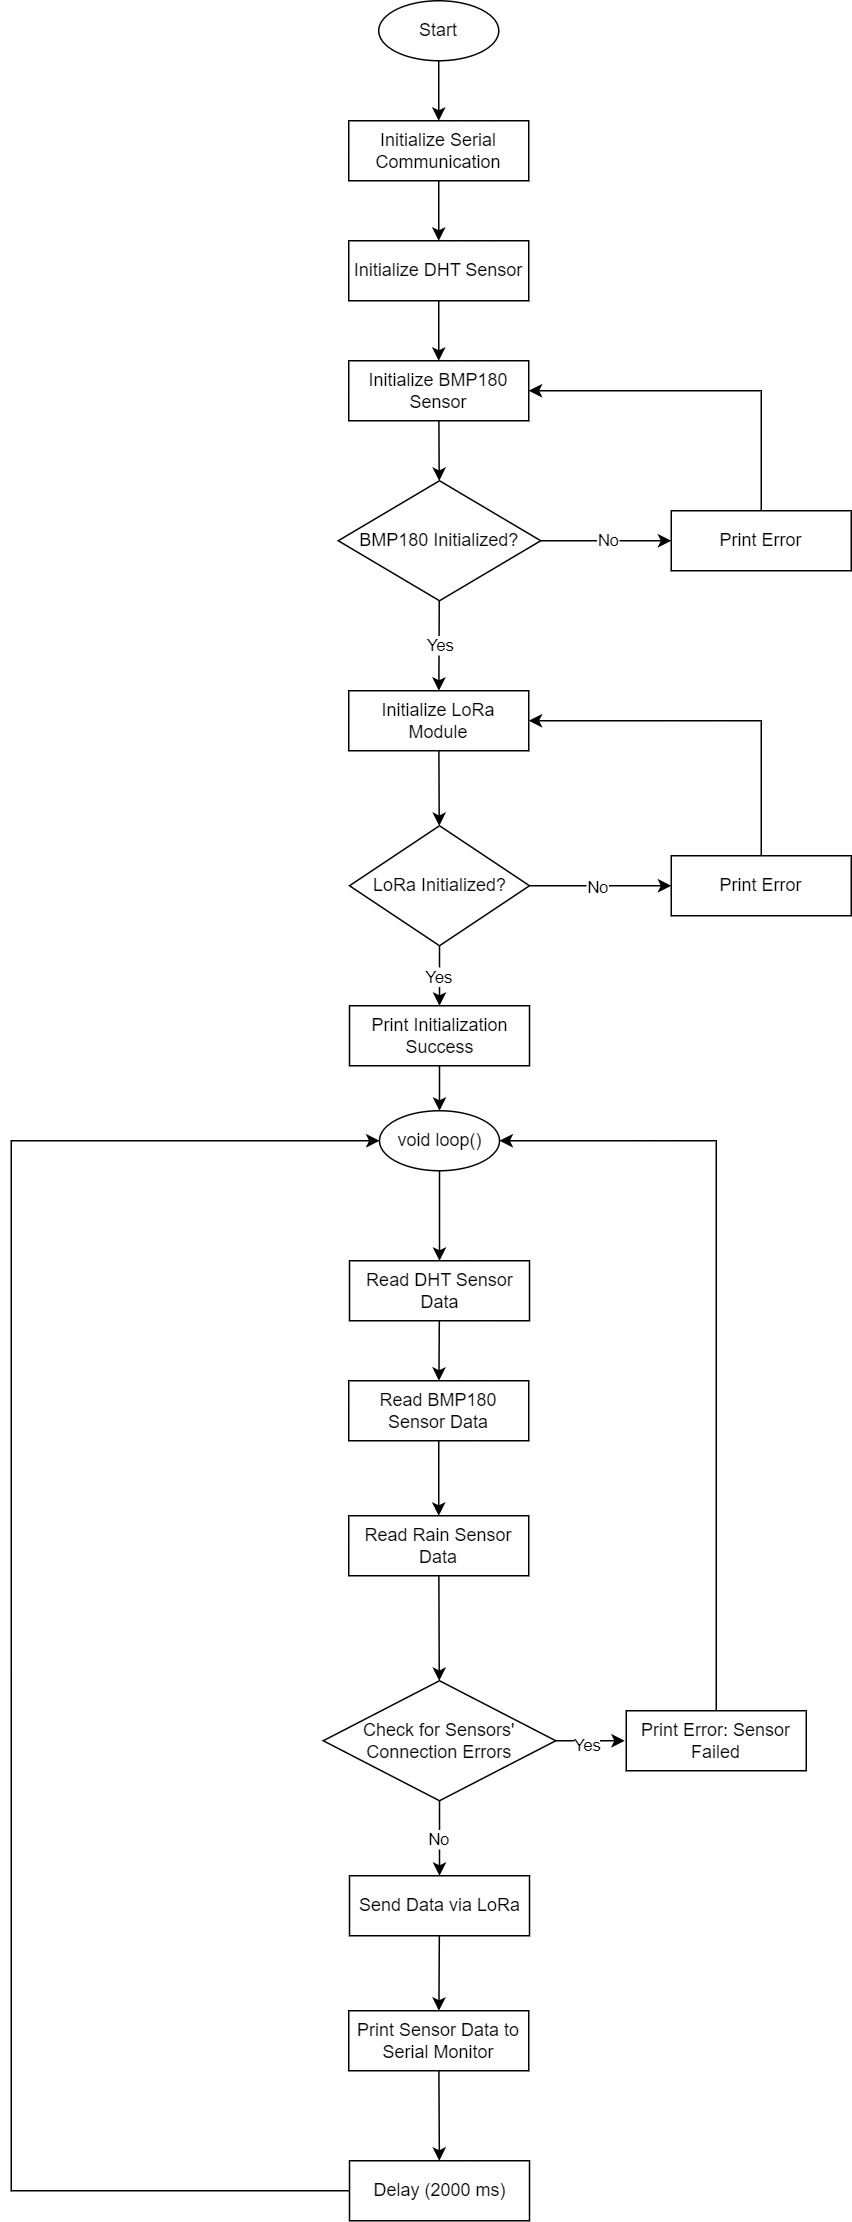 Start
Initialize Serial
Communication
Initialize DHT Sensor
Initialize BMP180
Sensor
BMP180 Initialized?
No
Print Error
Yes
Initialize LoRa
Module
LoRa Initialized?
No
Print Error
Yes
Print Initialization
Success
void loop()
Read DHT Sensor
Data
Read BMP180
Sensor Data
Read Rain Sensor
Data
Check for Sensors'
Connection Errors
Yes
Print Error: Sensor
Failed
No
Send Data via LoRa
Print Sensor Data to
Serial Monitor
Delay (2000 ms)